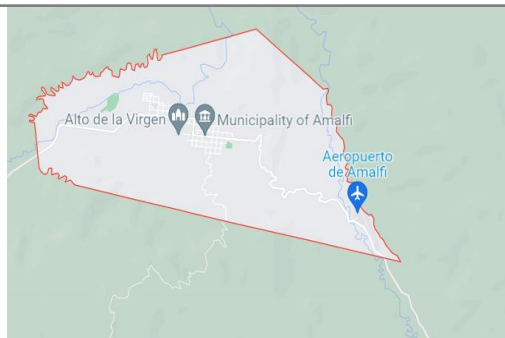 Alto de la Virgen
Municipality of Amalfi
Aeropuerto
de Amalfi